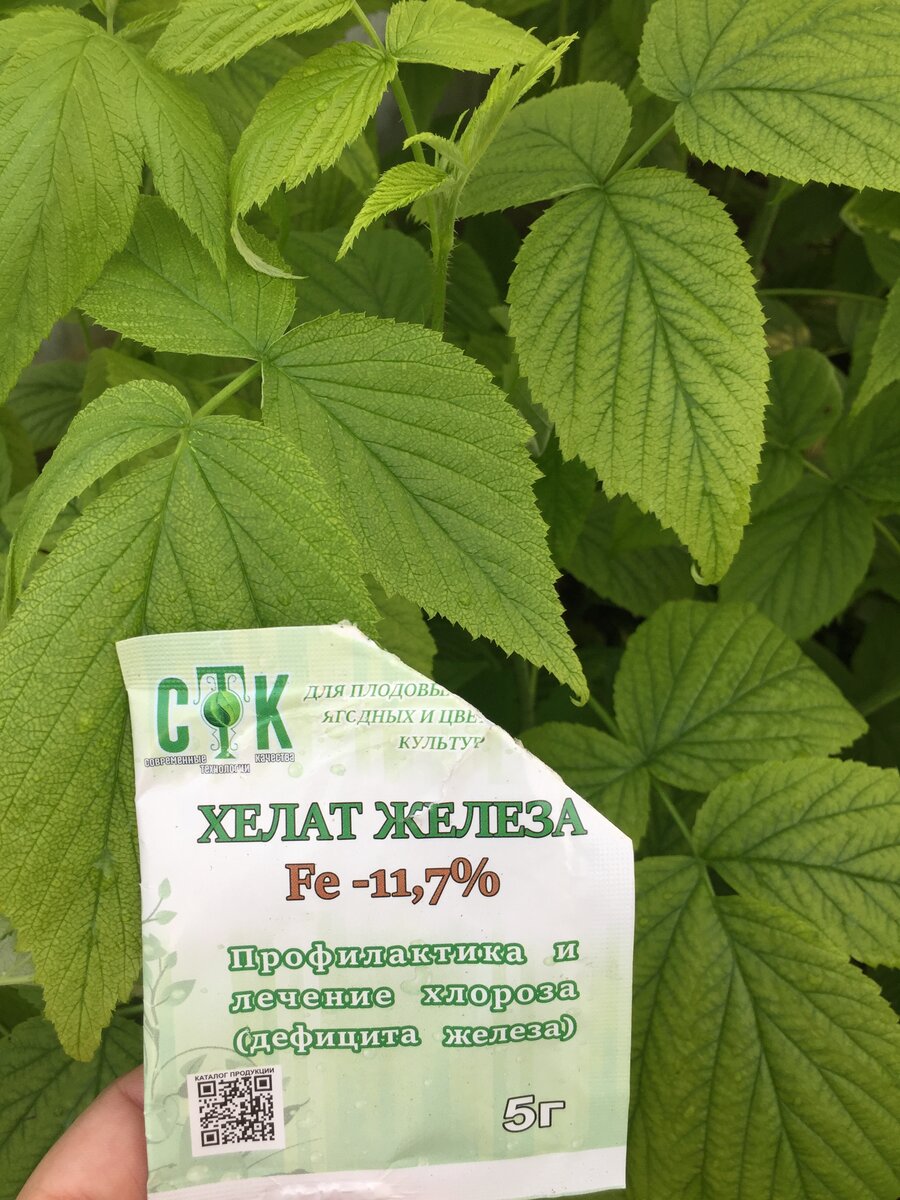 СТК
современные качества
технологии
ДЛЯ ПЛОДОВЫ
ЯГОДНЫХ И ЦВЕ
КУЛЬТУР
ХЕЛАТ ЖЕЛЕЗА
Fe -11,7%
Профилактика и
лечение хлороза
(дефицита железа)
КАТАЛОГ ПРОДУКЦИИ
5г